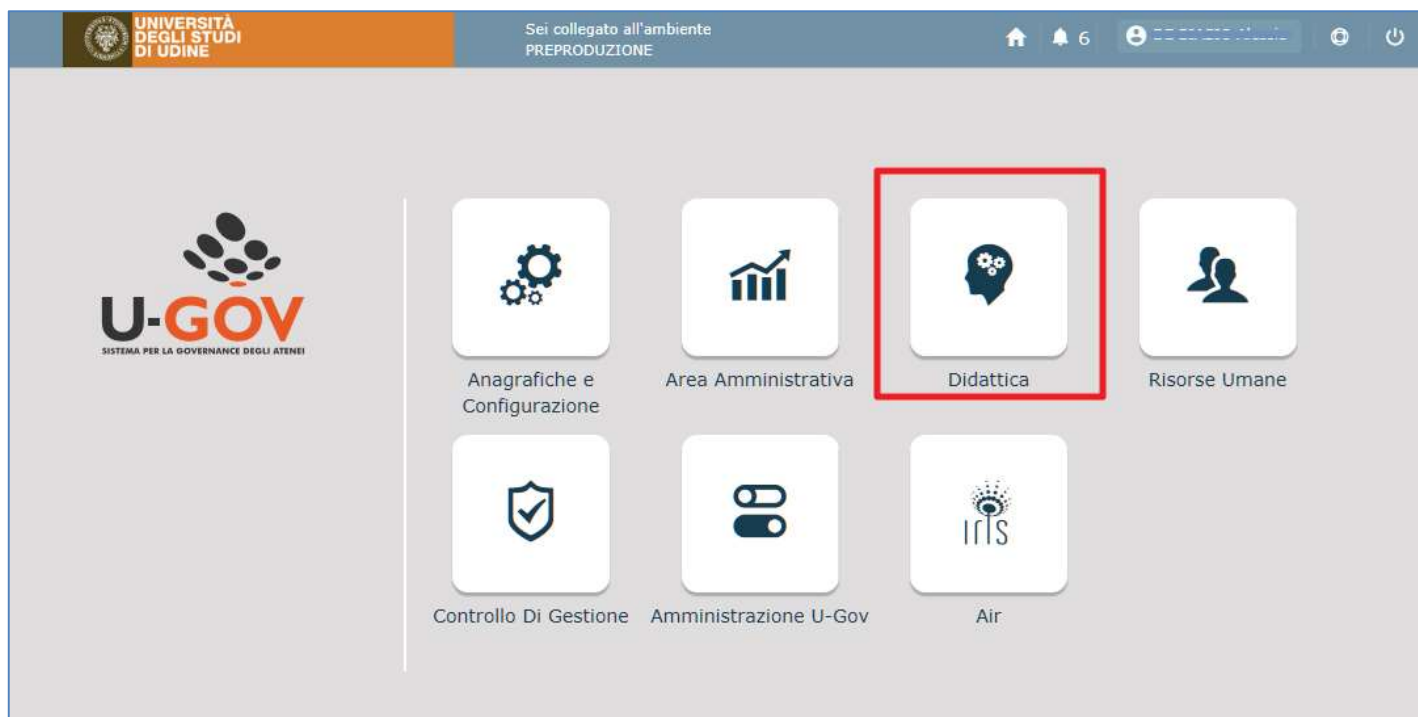 UNIVERSITÀ
DEGLI STUDI
DI UDINE
Sei collegato all'ambiente
PREPRODUZIONE
6
U-GOV
SISTEMA PER LA GOVERNANCE DEGLI ATENEI
Anagrafiche e
Configurazione
Area Amministrativa
Didattica
Risorse Umane
IRIS
Controllo Di Gestione
Amministrazione U-Gov
Air